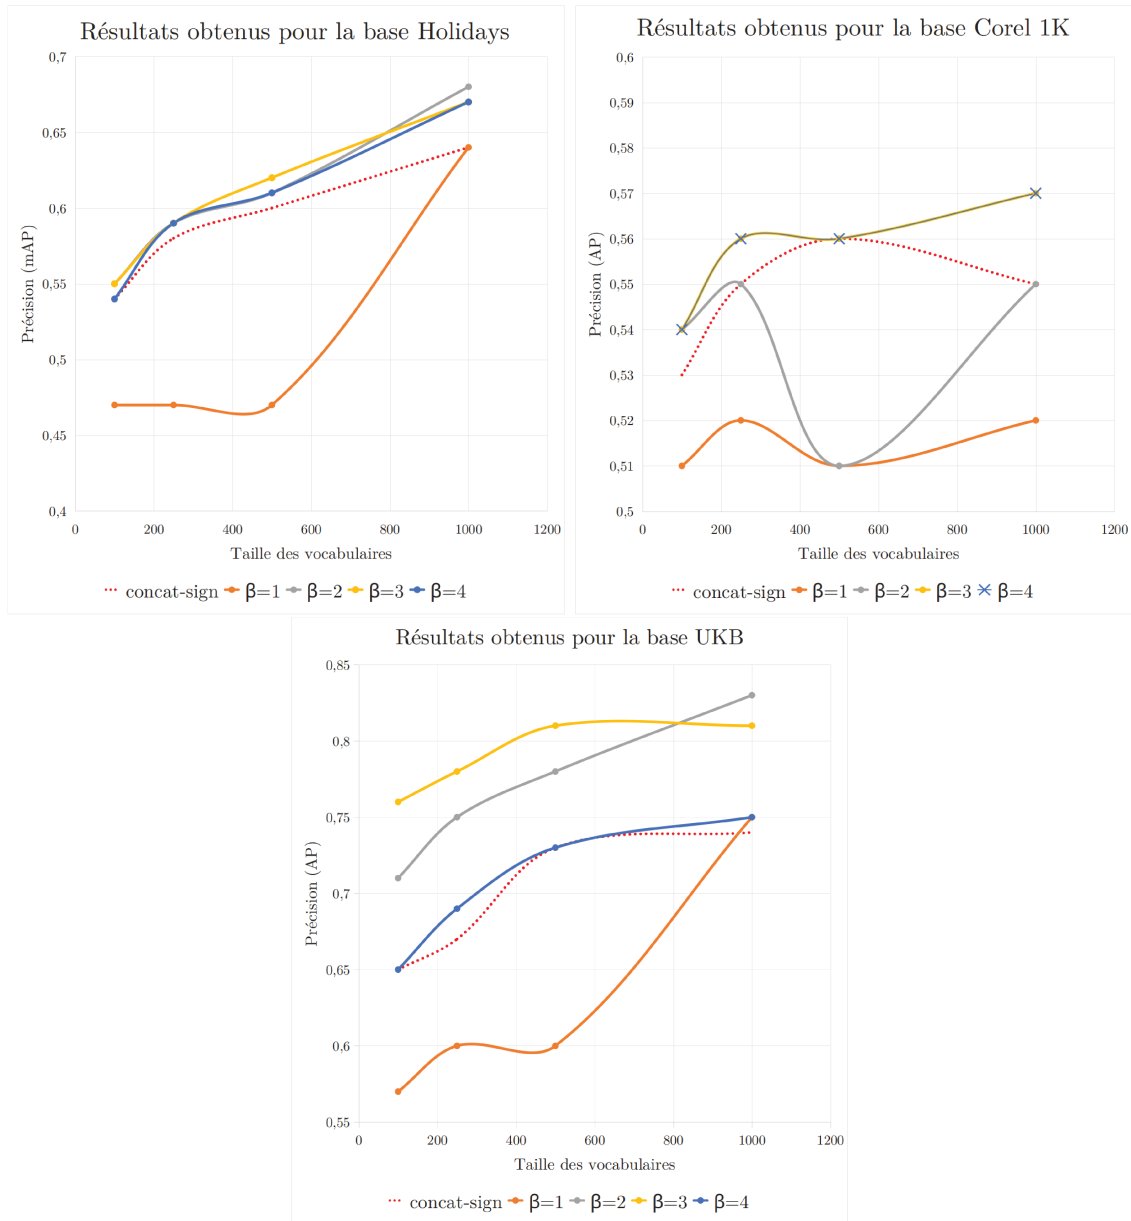 Résultats obtenus pour la base Holidays
0,7
0,65
0,6
0,55
0,5
0,45
0,4
Précision (mAP)
0 200 400 600 800 1000 1200
Taille des vocabulaires
concat-sign β=1 β=2 β=3 β=4
Résultats obtenus pour la base Corel 1K
0.6
0,59
0,58
0,57
0,56
0,55
0,54
0,53
0,52
0,51
0,5
Précision (AP)
0 200 400 600 800 1000 1200
Taille des vocabulaires
concat-sign β=1 β=2 β=3 β=4
Résultats obtenus pour la base UKB
0,85
0,8
0,75
0,7
0,65
0,6
0,55
Précision (AP)
0 200 400 600 800 1000 1200
Taille des vocabulaires
concat-sign β=1 β=2 β=3 β=4